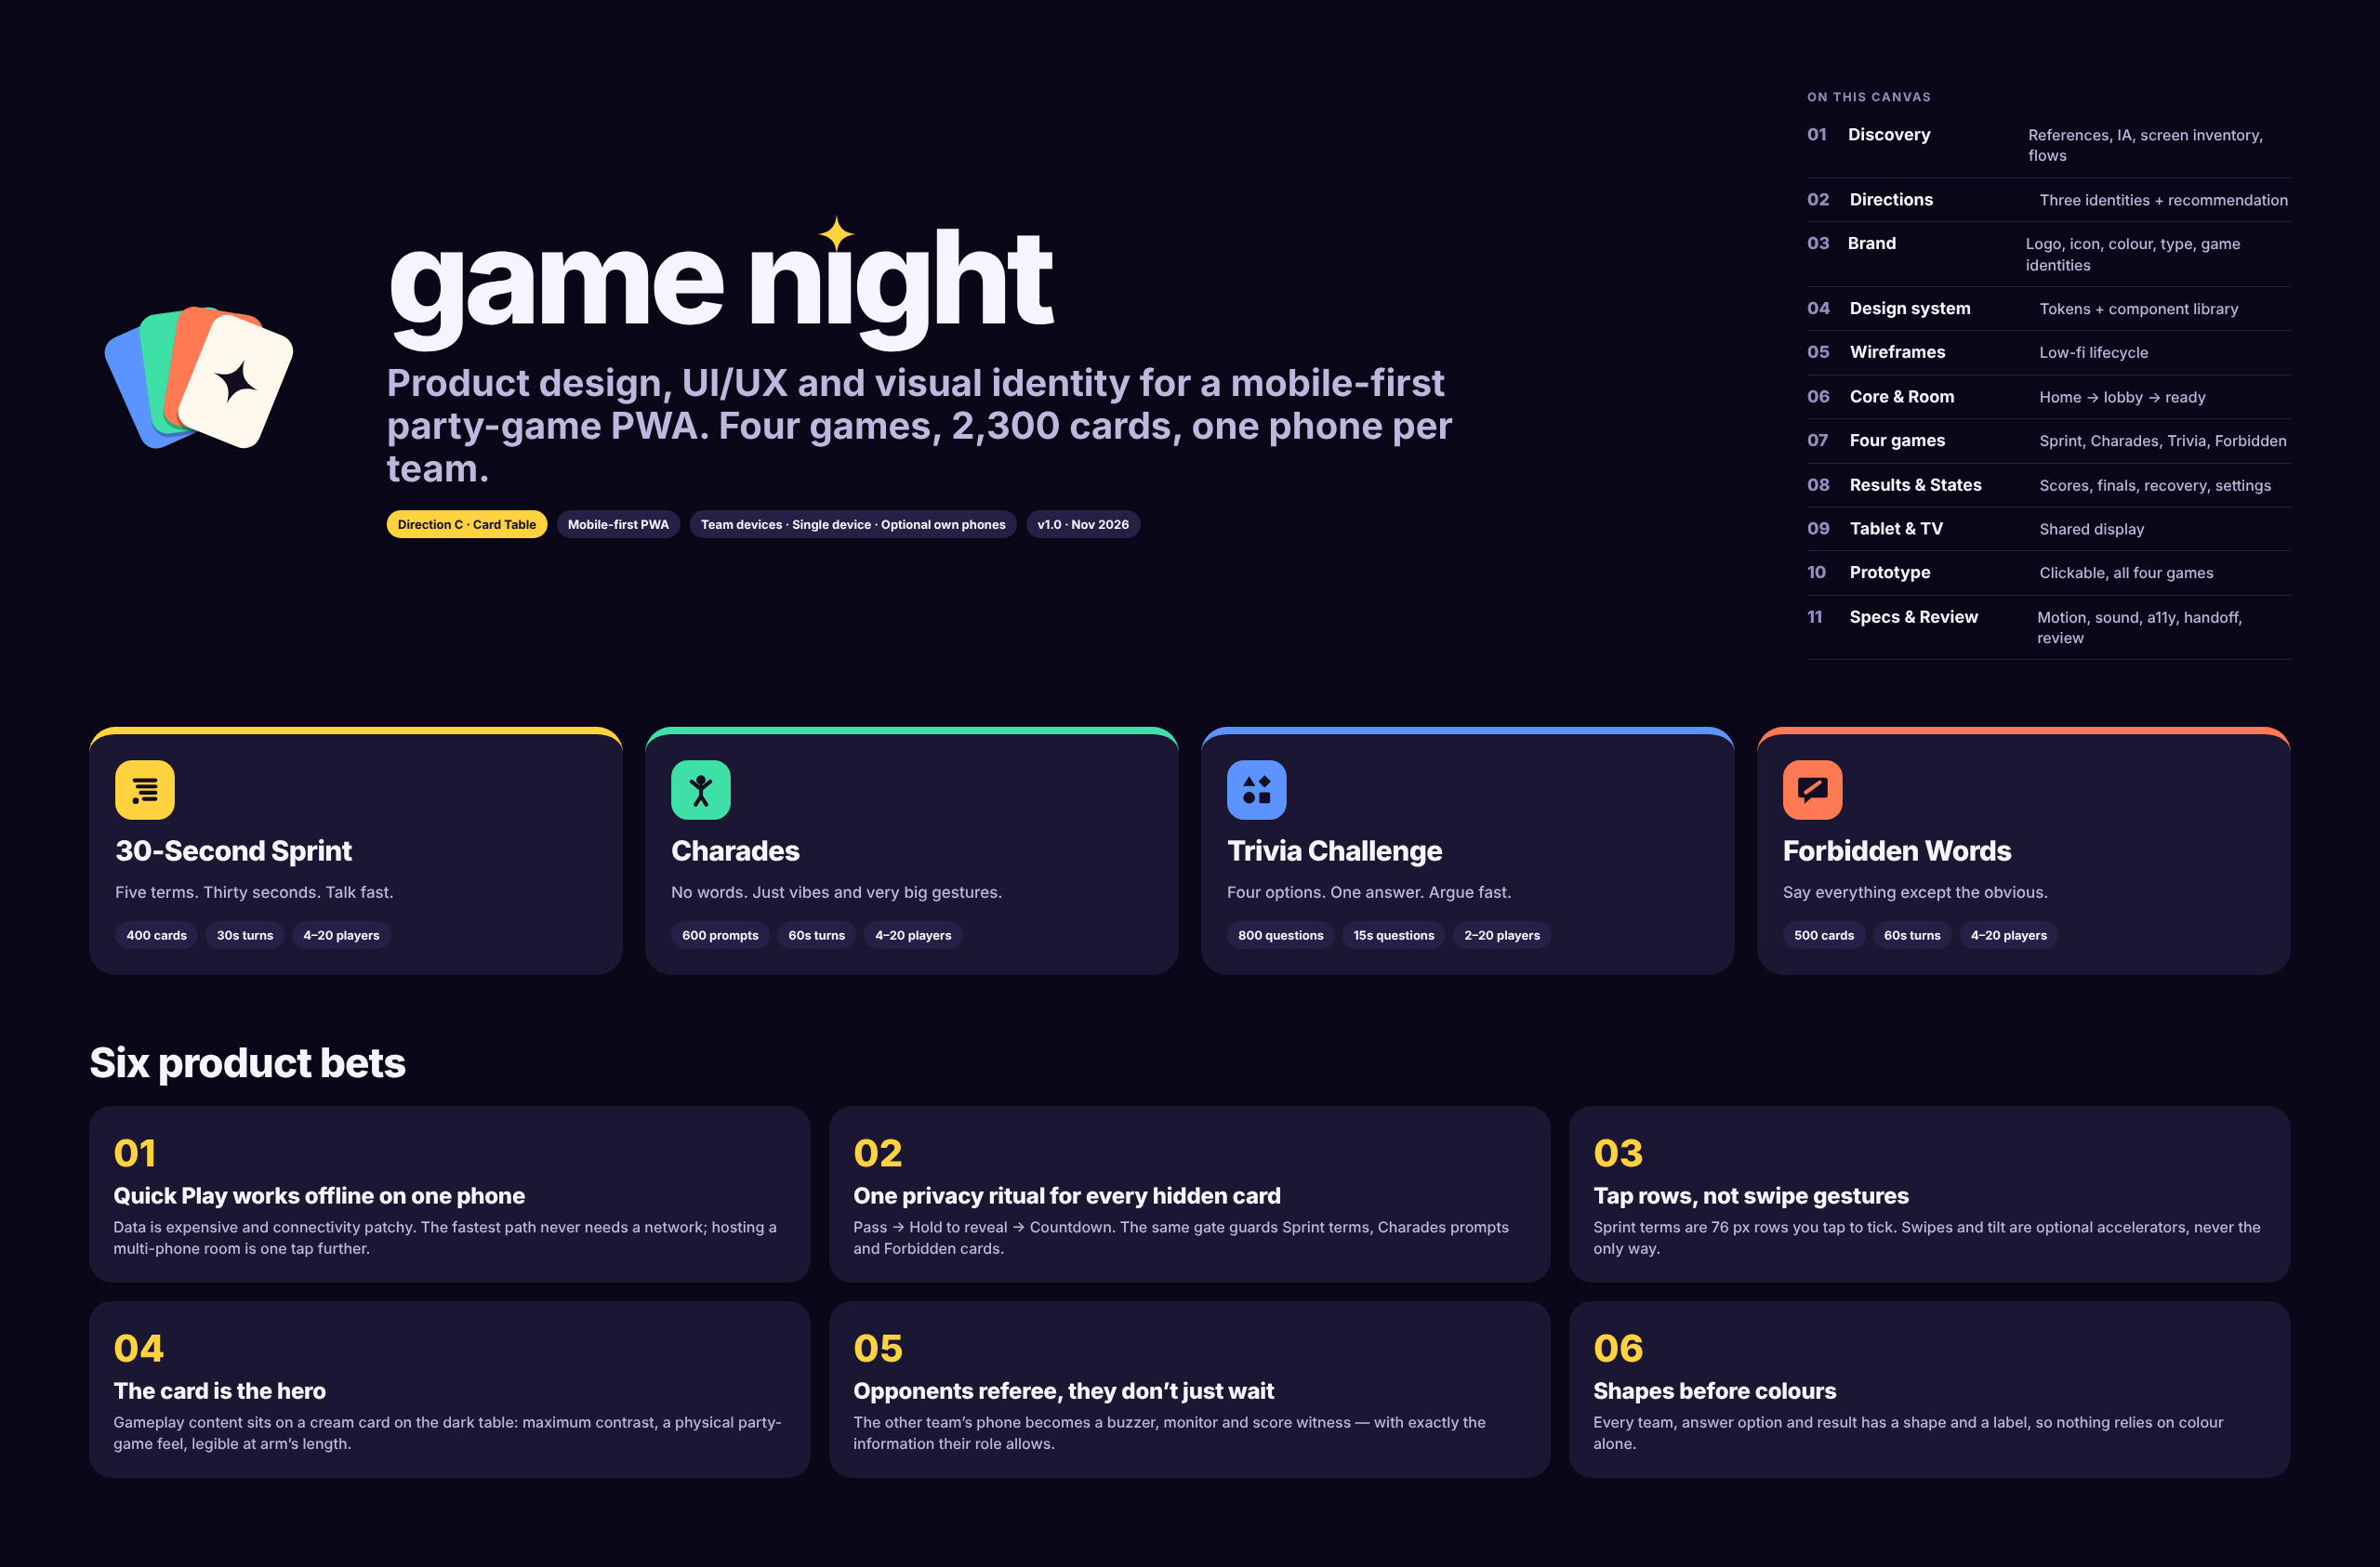 game night
Product design, UI/UX and visual identity for a mobile-first
party-game PWA. Four games, 2,300 cards, one phone per
team.
Direction C · Card Table
Mobile-first PWA
Team devices · Single device · Optional own phones
v1.0 · Nov 2026
ON THIS CANVAS
01 Discovery References, IA, screen inventory,
flows
02 Directions Three identities + recommendation
03 Brand Logo, icon, colour, type, game
identities
04 Design system Tokens + component library
05 Wireframes Low-fi lifecycle
06 Core & Room Home → lobby → ready
07 Four games Sprint, Charades, Trivia, Forbidden
08 Results & States Scores, finals, recovery, settings
09 Tablet & TV Shared display
10 Prototype Clickable, all four games
11 Specs & Review Motion, sound, a11y, handoff,
review
30-Second Sprint
Five terms. Thirty seconds. Talk fast.
400 cards 30s turns 4–20 players
Charades
No words. Just vibes and very big gestures.
600 prompts 60s turns 4–20 players
Trivia Challenge
Four options. One answer. Argue fast.
800 questions 15s questions 2–20 players
Forbidden Words
Say everything except the obvious.
500 cards 60s turns 4–20 players
Six product bets
01
Quick Play works offline on one phone
Data is expensive and connectivity patchy. The fastest path never needs a network; hosting a
multi-phone room is one tap further.
02
One privacy ritual for every hidden card
Pass → Hold to reveal → Countdown. The same gate guards Sprint terms, Charades prompts
and Forbidden cards.
03
Tap rows, not swipe gestures
Sprint terms are 76 px rows you tap to tick. Swipes and tilt are optional accelerators, never the
only way.
04
The card is the hero
Gameplay content sits on a cream card on the dark table: maximum contrast, a physical party-
game feel, legible at arm’s length.
05
Opponents referee, they don’t just wait
The other team’s phone becomes a buzzer, monitor and score witness — with exactly the
information their role allows.
06
Shapes before colours
Every team, answer option and result has a shape and a label, so nothing relies on colour
alone.